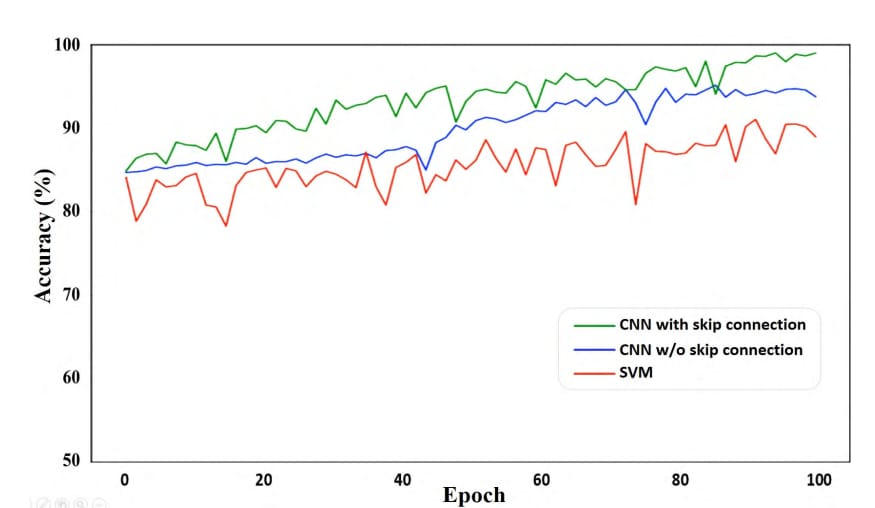 100
90
80
70
60
50
Accuracy (%)
CNN with skip connection
CNN w/o skip connection
SVM
0 20 40 60 80 100
Epoch